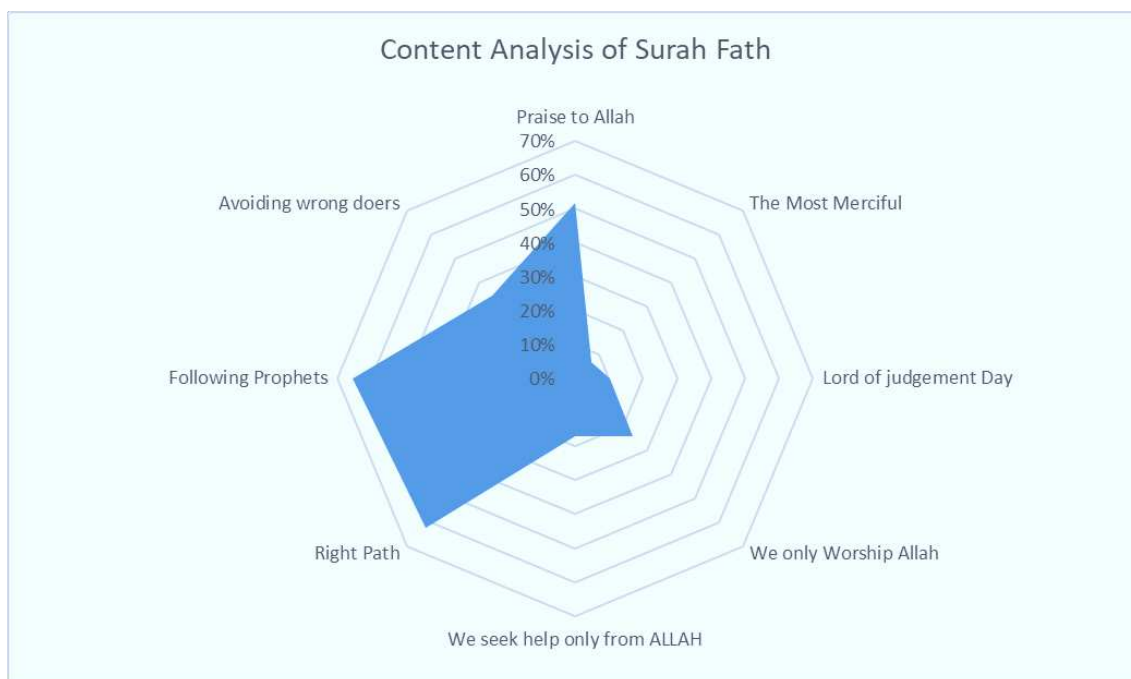 Content Analysis of Surah Fath
Praise to Allah
70%
60%
50%
40%
30%
20%
10%
0%
The Most Merciful
Lord of judgement Day
We only Worship Allah
We seek help only from ALLAH
Right Path
Following Prophets
Avoiding wrong doers